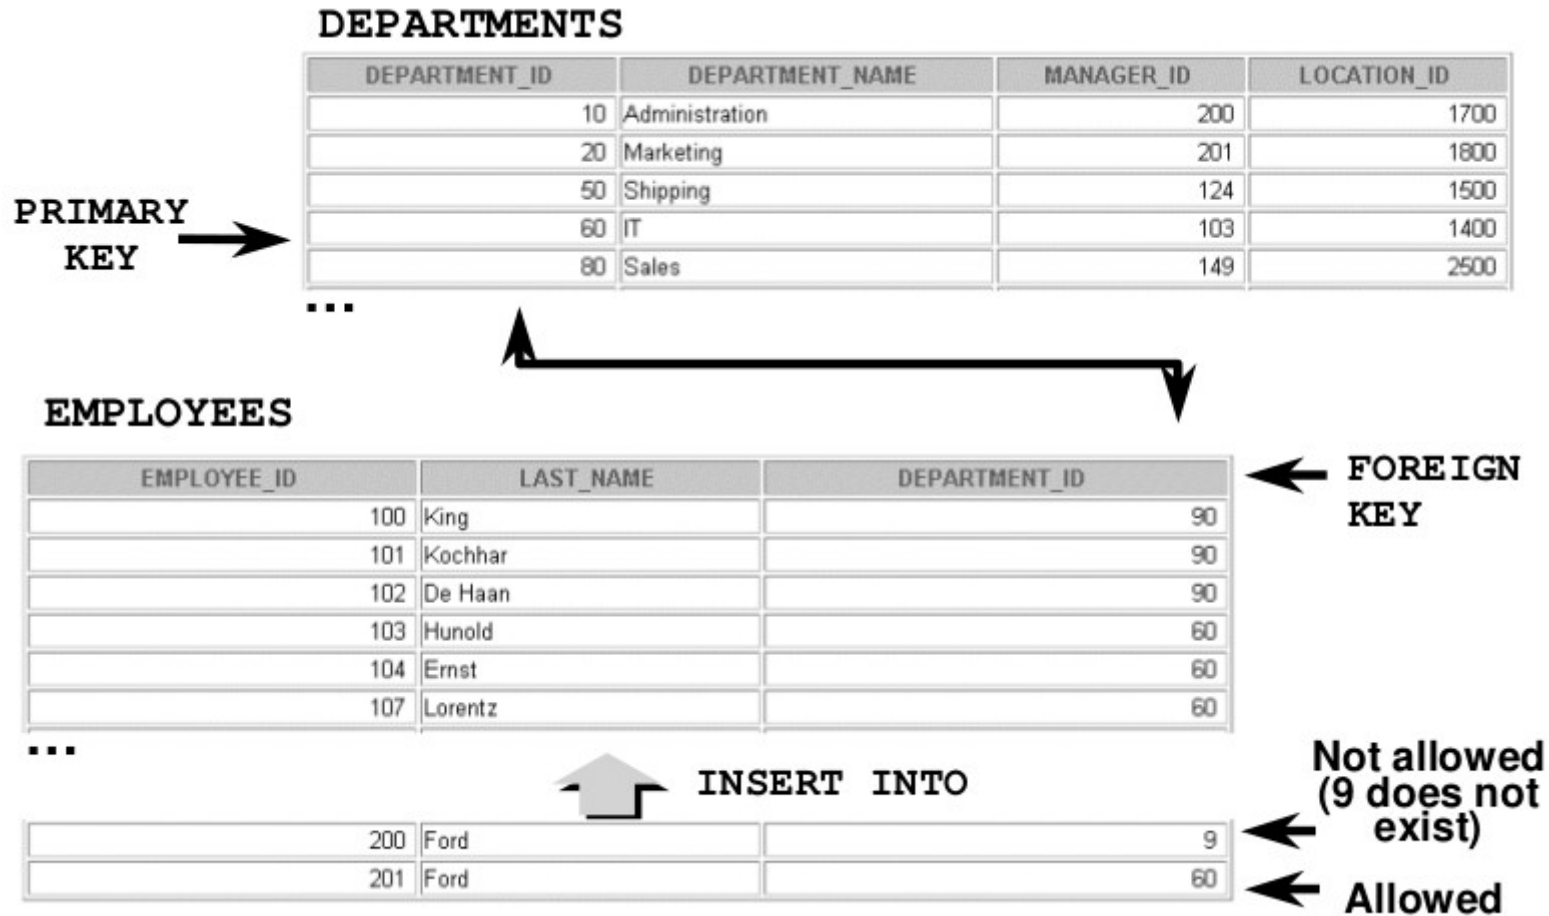 DEPARTMENTS
DEPARTMENT_ID DEPARTMENT_NAME MANAGER_ID LOCATION_ID
10 Administration 200 1700
20 Marketing 201 1800
50 Shipping 124 1500
60 IT 103 1400
80 Sales 149 2500
...
PRIMARY
KEY
EMPLOYEES
EMPLOYEE_ID LAST_NAME DEPARTMENT_ID
100 King 90
101 Kochhar 90
102 De Haan 90
103 Hunold 60
104 Ernst 60
107 Lorentz 60
...
FOREIGN
KEY
INSERT INTO
200 Ford 9
201 Ford 60
Not allowed
(9 does not
exist)
Allowed